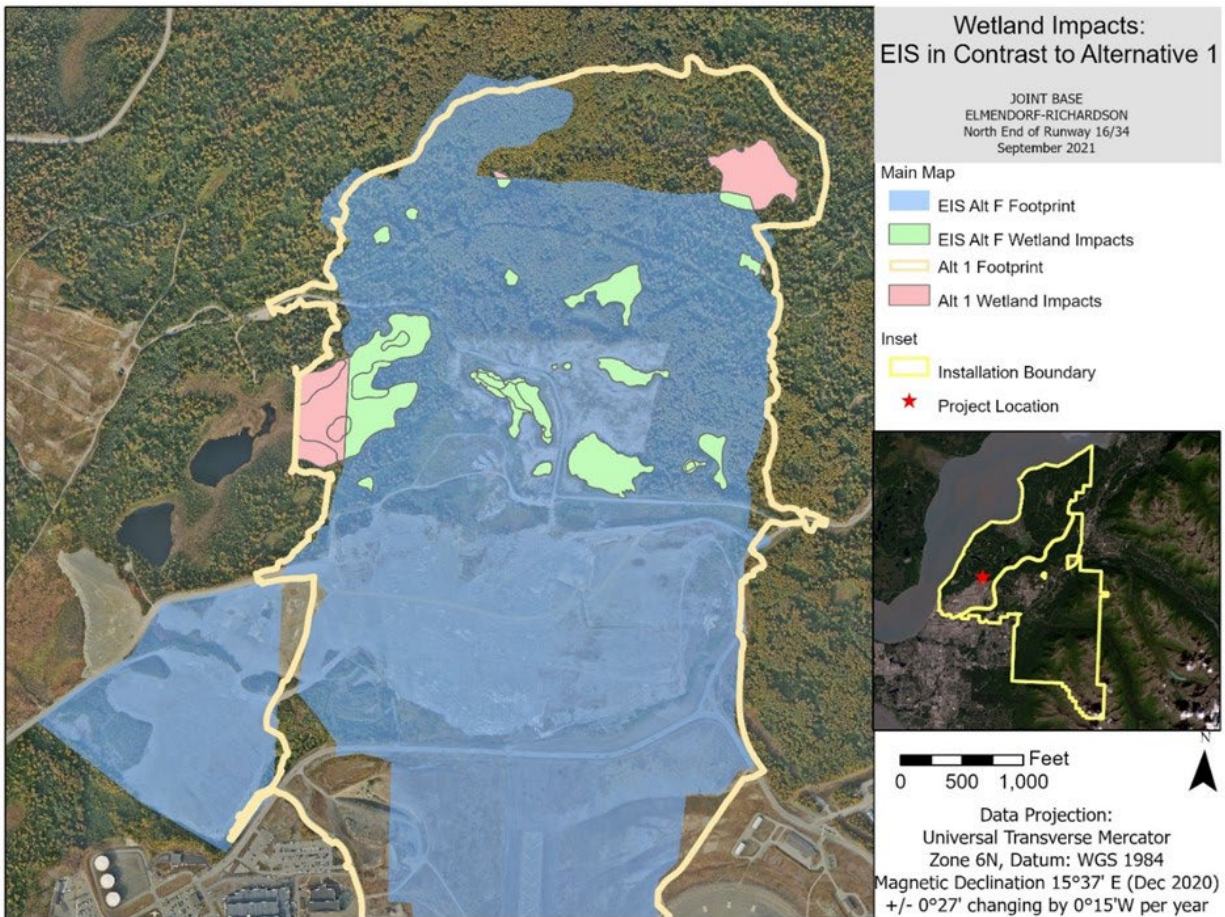 Wetland Impacts:
EIS in Contrast to Alternative 1
JOINT BASE
ELMENDORF-RICHARDSON
North End of Runway 16/34
September 2021
Main Map
EIS Alt F Footprint
EIS Alt F Wetland Impacts
Alt 1 Footprint
Alt 1 Wetland Impacts
Inset
Installation Boundary
Project Location
N
Feet
0 500 1,000
Data Projection:
Universal Transverse Mercator
Zone 6N, Datum: WGS 1984
Magnetic Declination 15°37' E (Dec 2020)
+/- 0°27' changing by 0°15'W per year